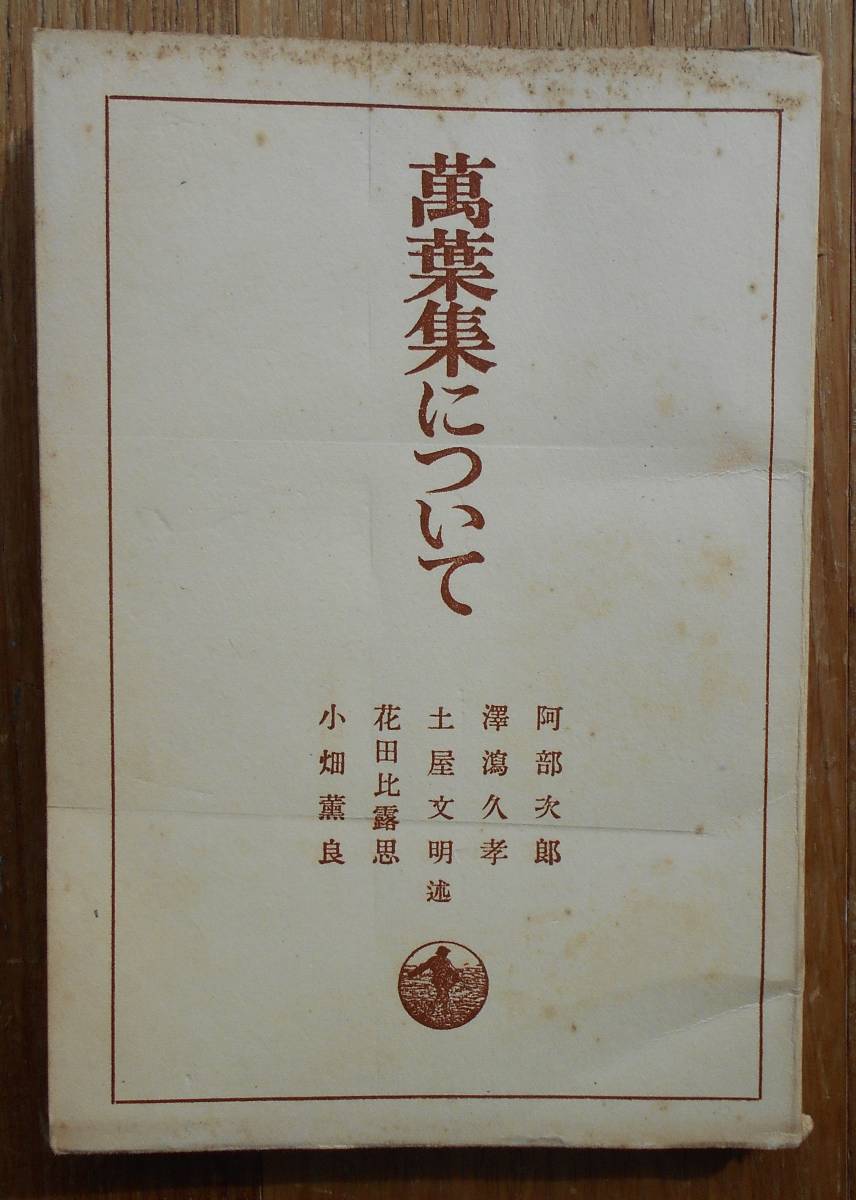 萬葉集について
阿部次郎
澤瀉久孝
土屋文明述
花田比露思
小畑薫良